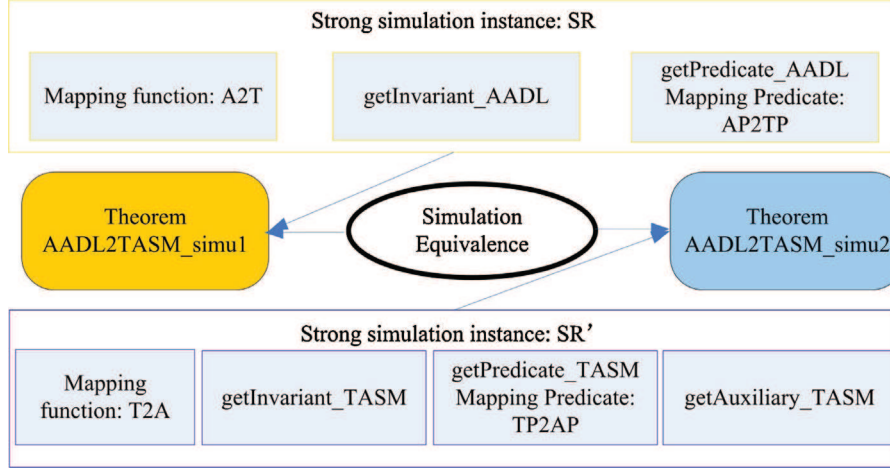 Strong simulation instance: SR
Mapping function: A2T
getInvariant_AADL
getPredicate_AADL
Mapping Predicate:
AP2TP
Theorem
AADL2TASM_simu1
Simulation
Equivalence
Theorem
AADL2TASM_simu2
Strong simulation instance: SR’
Mapping
function: T2A
getInvariant_TASM
getPredicate_TASM
Mapping Predicate:
TP2AP
getAuxiliary_TASM